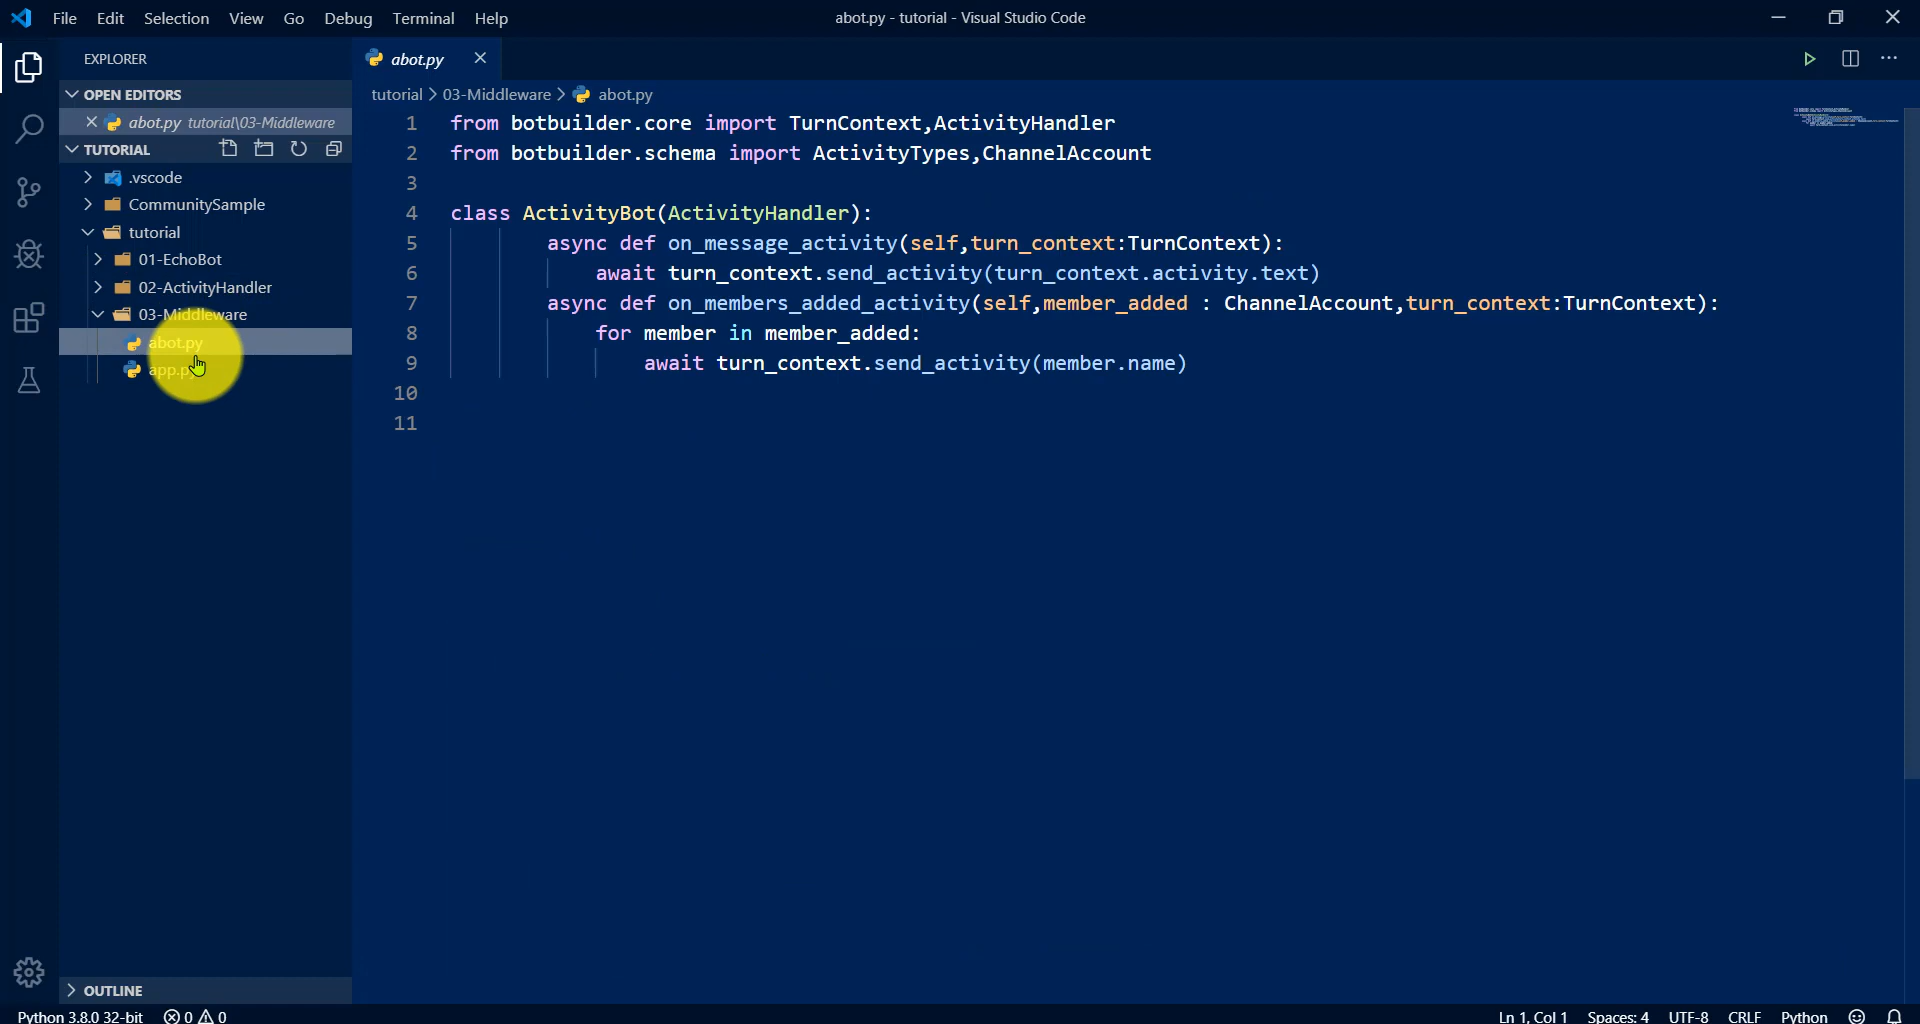 File Edit Selection View Go Debug Terminal Help
abot.py - tutorial - Visual Studio Code
EXPLORER
OPEN EDITORS
abot.py tutorial\03-Middleware
TUTORIAL
.vscode
CommunitySample
tutorial
01-EchoBot
02-ActivityHandler
03-Middleware
abot.py
app.py
OUTLINE
abot.py
tutorial > 03-Middleware > abot.py
1 from botbuilder.core import TurnContext,ActivityHandler
2 from botbuilder.schema import ActivityTypes,ChannelAccount
3
4 class ActivityBot(ActivityHandler):
5 async def on_message_activity(self,turn_context:TurnContext):
6 await turn_context.send_activity(turn_context.activity.text)
7 async def on_members_added_activity(self,member_added : ChannelAccount,turn_context:TurnContext):
8 for member in member_added:
9 await turn_context.send_activity(member.name)
10
11
Python 3.8.0 32-bit 0 0 Ln 1, Col 1 Spaces: 4 UTF-8 CRLF Python